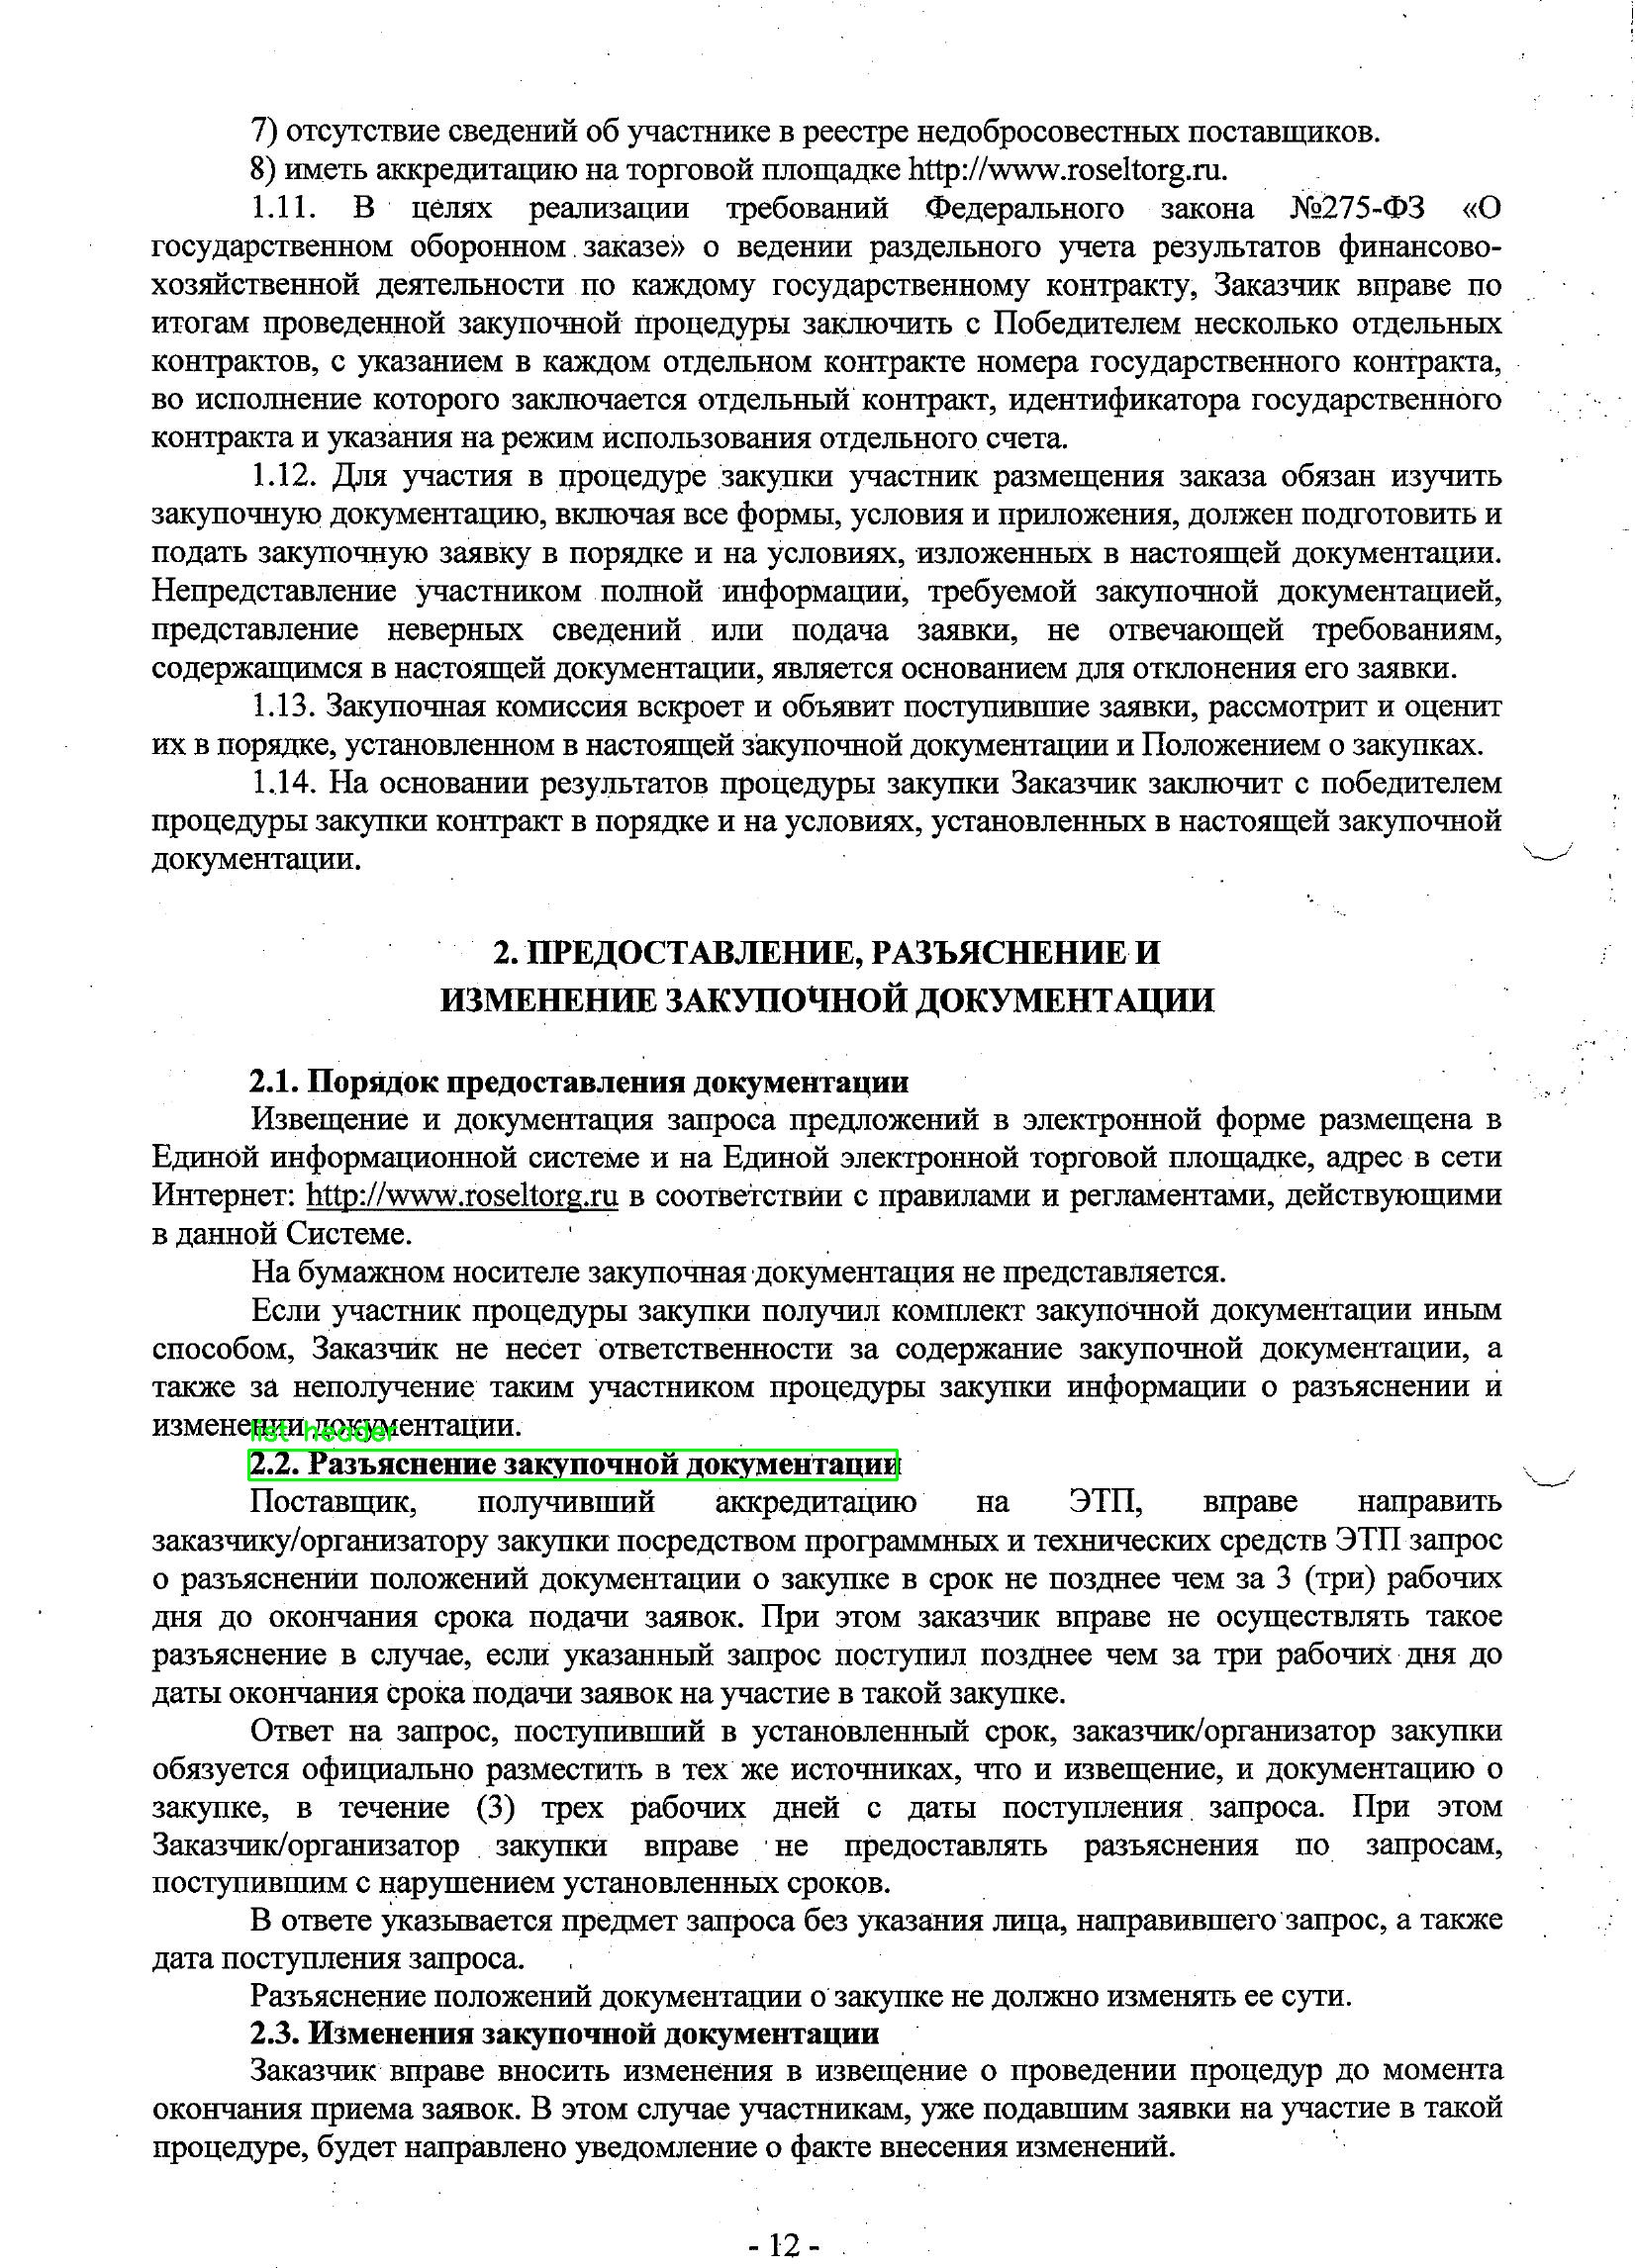 7) отсутствие сведений об участнике в реестре недобросовестных поставщиков.
8) иметь аккредитацию на торговой площадке http://www.roseltorg.ru.
1.11. В целях реализации требований Федерального закона №275-ФЗ «О
государственном оборонном заказе» о ведении раздельного учета результатов финансово-
хозяйственной деятельности по каждому государственному контракту, Заказчик вправе по
итогам проведенной закупочной процедуры заключить с Победителем несколько отдельных
контрактов, с указанием в каждом отдельном контракте номера государственного контракта,
во исполнение которого заключается отдельный контракт, идентификатора государственного
контракта и указания на режим использования отдельного счета.
1.12. Для участия в процедуре закупки участник размещения заказа обязан изучить
закупочную документацию, включая все формы, условия и приложения, должен подготовить и
подать закупочную заявку в порядке и на условиях, изложенных в настоящей документации.
Непредставление участником полной информации, требуемой закупочной документацией,
представление неверных сведений или подача заявки, не отвечающей требованиям,
содержащимся в настоящей документации, является основанием для отклонения его заявки.
1.13. Закупочная комиссия вскроет и объявит поступившие заявки, рассмотрит и оценит
их в порядке, установленном в настоящей закупочной документации и Положением о закупках.
1.14. На основании результатов процедуры закупки Заказчик заключит с победителем
процедуры закупки контракт в порядке и на условиях, установленных в настоящей закупочной
документации.
2. ПРЕДОСТАВЛЕНИЕ, РАЗЪЯСНЕНИЕ И
ИЗМЕНЕНИЕ ЗАКУПОЧНОЙ ДОКУМЕНТАЦИИ
2.1. Порядок предоставления документации
Извещение и документация запроса предложений в электронной форме размещена в
Единой информационной системе и на Единой электронной торговой площадке, адрес в сети
Интернет: http://www.roseltorg.ru в соответствии с правилами и регламентами, действующими
в данной Системе.
На бумажном носителе закупочная документация не представляется.
Если участник процедуры закупки получил комплект закупочной документации иным
способом, Заказчик не несет ответственности за содержание закупочной документации, а
также за неполучение таким участником процедуры закупки информации о разъяснении и
изменении документации.
list header
2.2. Разъяснение закупочной документации
Поставщик, получивший аккредитацию на ЭТП, вправе направить
заказчику/организатору закупки посредством программных и технических средств ЭТП запрос
о разъяснении положений документации о закупке в срок не позднее чем за 3 (три) рабочих
дня до окончания срока подачи заявок. При этом заказчик вправе не осуществлять такое
разъяснение в случае, если указанный запрос поступил позднее чем за три рабочих дня до
даты окончания срока подачи заявок на участие в такой закупке.
Ответ на запрос, поступивший в установленный срок, заказчик/организатор закупки
обязуется официально разместить в тех же источниках, что и извещение, и документацию о
закупке, в течение (3) трех рабочих дней с даты поступления запроса. При этом
Заказчик/организатор закупки вправе не предоставлять разъяснения по запросам,
поступившим с нарушением установленных сроков.
В ответе указывается предмет запроса без указания лица, направившего запрос, а также
дата поступления запроса.
Разъяснение положений документации о закупке не должно изменять ее сути.
2.3. Изменения закупочной документации
Заказчик вправе вносить изменения в извещение о проведении процедур до момента
окончания приема заявок. В этом случае участникам, уже подавшим заявки на участие в такой
процедуре, будет направлено уведомление о факте внесения изменений.
- 12 -